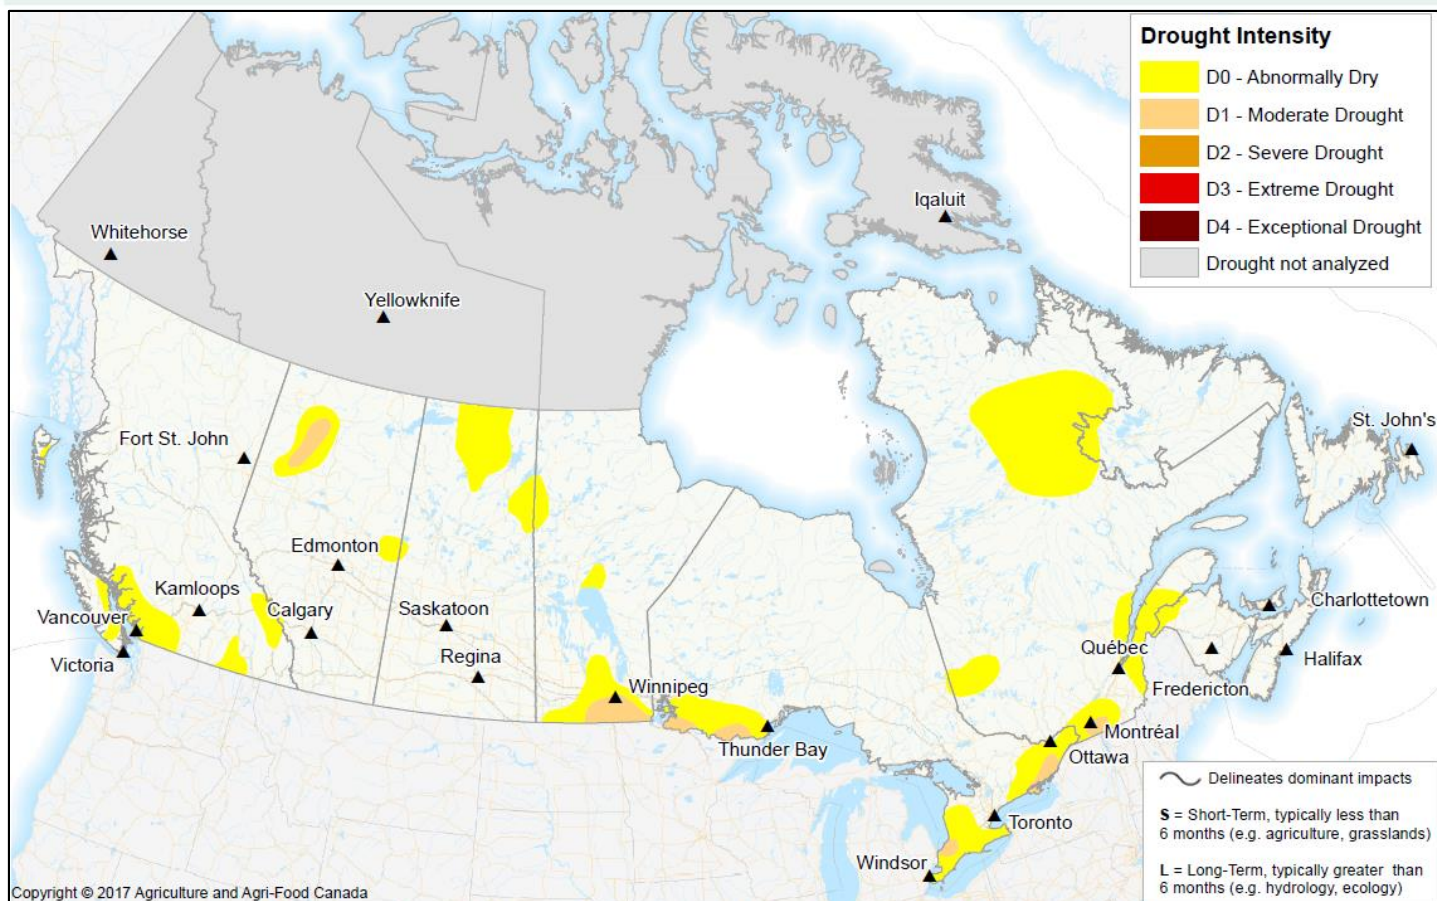 Drought Intensity
D0 - Abnormally Dry
D1 - Moderate Drought
D2 - Severe Drought
D3 - Extreme Drought
D4 - Exceptional Drought
Drought not analyzed
Iqaluit
Whitehorse
Yellowknife
St. John's
Fort St. John
Edmonton
Kamloops
Calgary
Saskatoon
Charlottetown
Vancouver
Québec
Halifax
Victoria
Regina
Winnipeg
Fredericton
Montréal
Thunder Bay
Ottawa
Toronto
Windsor
Delineates dominant impacts
S = Short-Term, typically less than
6 months (e.g. agriculture, grasslands)
L = Long-Term, typically greater than
6 months (e.g. hydrology, ecology)
Copyright © 2017 Agriculture and Agri-Food Canada